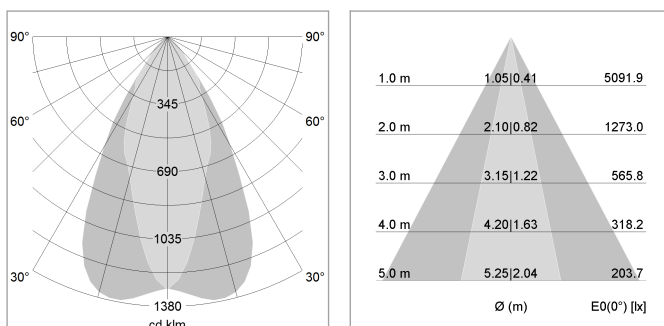 90° 90°
345
60° 60°
690
1035
30° 30°
1380
cd klm
1.0 m 1.05|0.41 5091.9
2.0 m 2.10|0.82 1273.0
3.0 m 3.15|1.22 565.8
4.0 m 4.20|1.63 318.2
5.0 m 5.25|2.04 203.7
Ø (m) E0(0°) [lx]